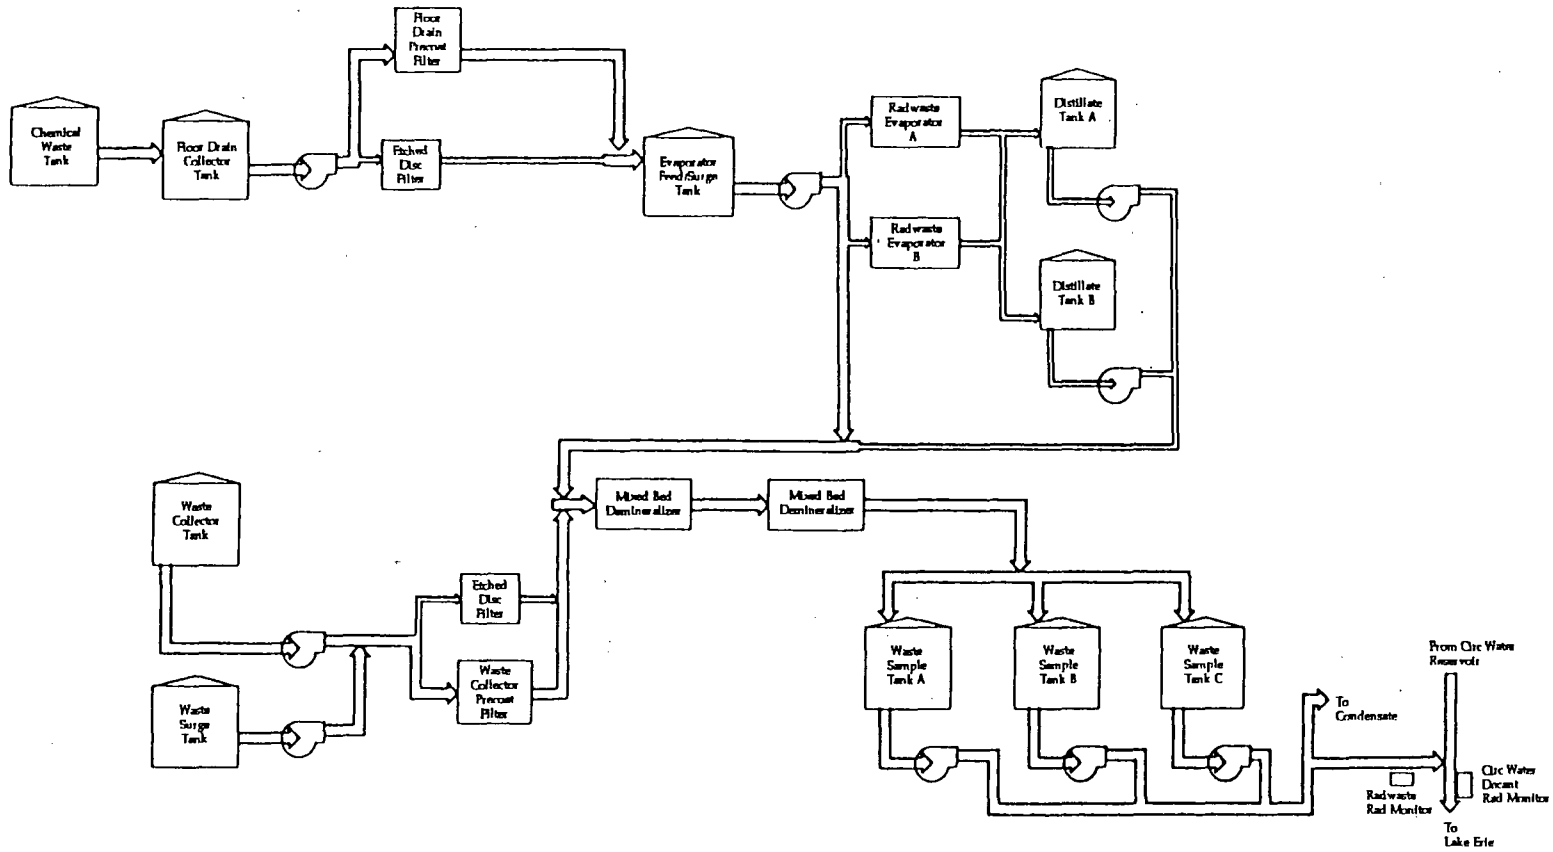 Floor
Drain
Precoat
Filter
Chemical
Waste
Tank
Floor Drain
Collector
Tank
Etched
Disc
Filter
Evaporator
Feed/Surge
Tank
Radwaste
Evaporator
A
Distillate
Tank A
Radwaste
Evaporator
B
Distillate
Tank B
Waste
Collector
Tank
Mixed Bed
Demineralizer
Mixed Bed
Demineralizer
Etched
Disc
Filter
Waste
Collector
Precoat
Filter
Waste
Surge
Tank
Waste
Sample
Tank A
Waste
Sample
Tank B
Waste
Sample
Tank C
To
Condensate
From Circ Water
Reservoir
Radwaste
Rad Monitor
Circ Water
Decant
Rad Monitor
To
Lake Erie